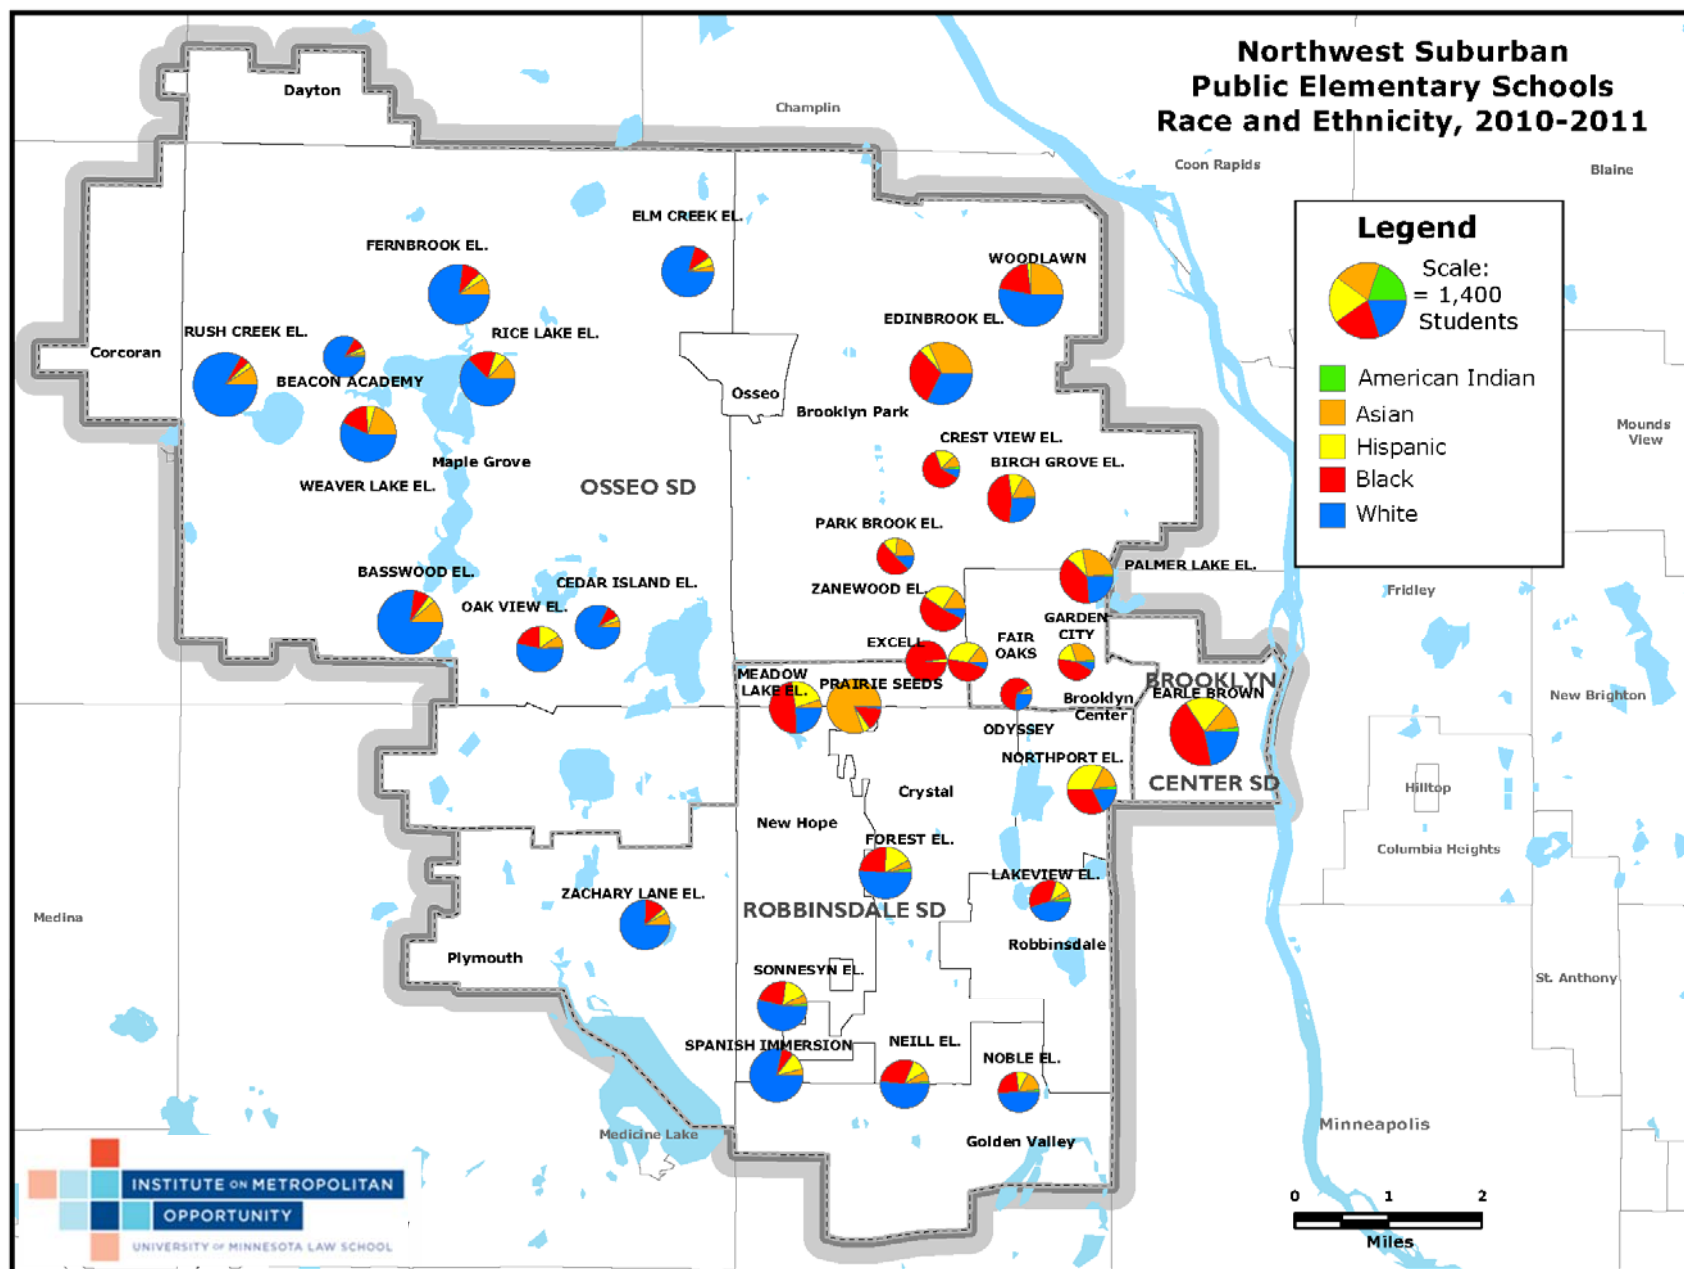 Northwest Suburban
Public Elementary Schools
Race and Ethnicity, 2010-2011
Dayton
Champlin
Coon Rapids
Blaine
Legend
Scale:
= 1,400
Students
American Indian
Asian
Hispanic
Black
White
ELM CREEK EL.
FERNBROOK EL.
WOODLAWN
EDINBROOK EL.
RUSH CREEK EL.
RICE LAKE EL.
Corcoran
BEACON ACADEMY
Osseo
Brooklyn Park
Mounds
View
CREST VIEW EL.
BIRCH GROVE EL.
Maple Grove
WEAVER LAKE EL.
OSSEO SD
PARK BROOK EL.
PALMER LAKE EL.
BASSWOOD EL.
CEDAR ISLAND EL.
OAK VIEW EL.
ZANEWOOD EL.
Fridley
GARDEN
CITY
EXCELL
FAIR
OAKS
MEADOW
LAKE EL.
PRAIRIE SEEDS
BROOKLYN
EARLE BROWN
Brooklyn
Center
New Brighton
ODYSSEY
NORTHPORT EL.
CENTER SD
Hilltop
Crystal
New Hope
FOREST EL.
Columbia Heights
LAKEVIEW EL.
ZACHARY LANE EL.
ROBBINSDALE SD
Medina
Robbinsdale
Plymouth
SONNESYN EL.
St. Anthony
SPANISH IMMERSION
NEILL EL.
NOBLE EL.
Medicine Lake
Golden Valley
Minneapolis
INSTITUTE ON METROPOLITAN
OPPORTUNITY
UNIVERSITY OF MINNESOTA LAW SCHOOL
0 1 2
Miles